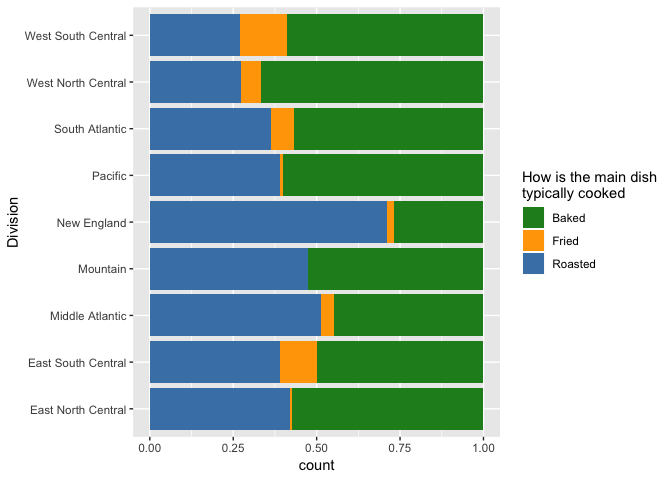 West South Central
West North Central
South Atlantic
Pacific
New England
Mountain
Middle Atlantic
East South Central
East North Central
Division
0.00 0.25 0.50 0.75 1.00
count
How is the main dish
typically cooked
Baked
Fried
Roasted